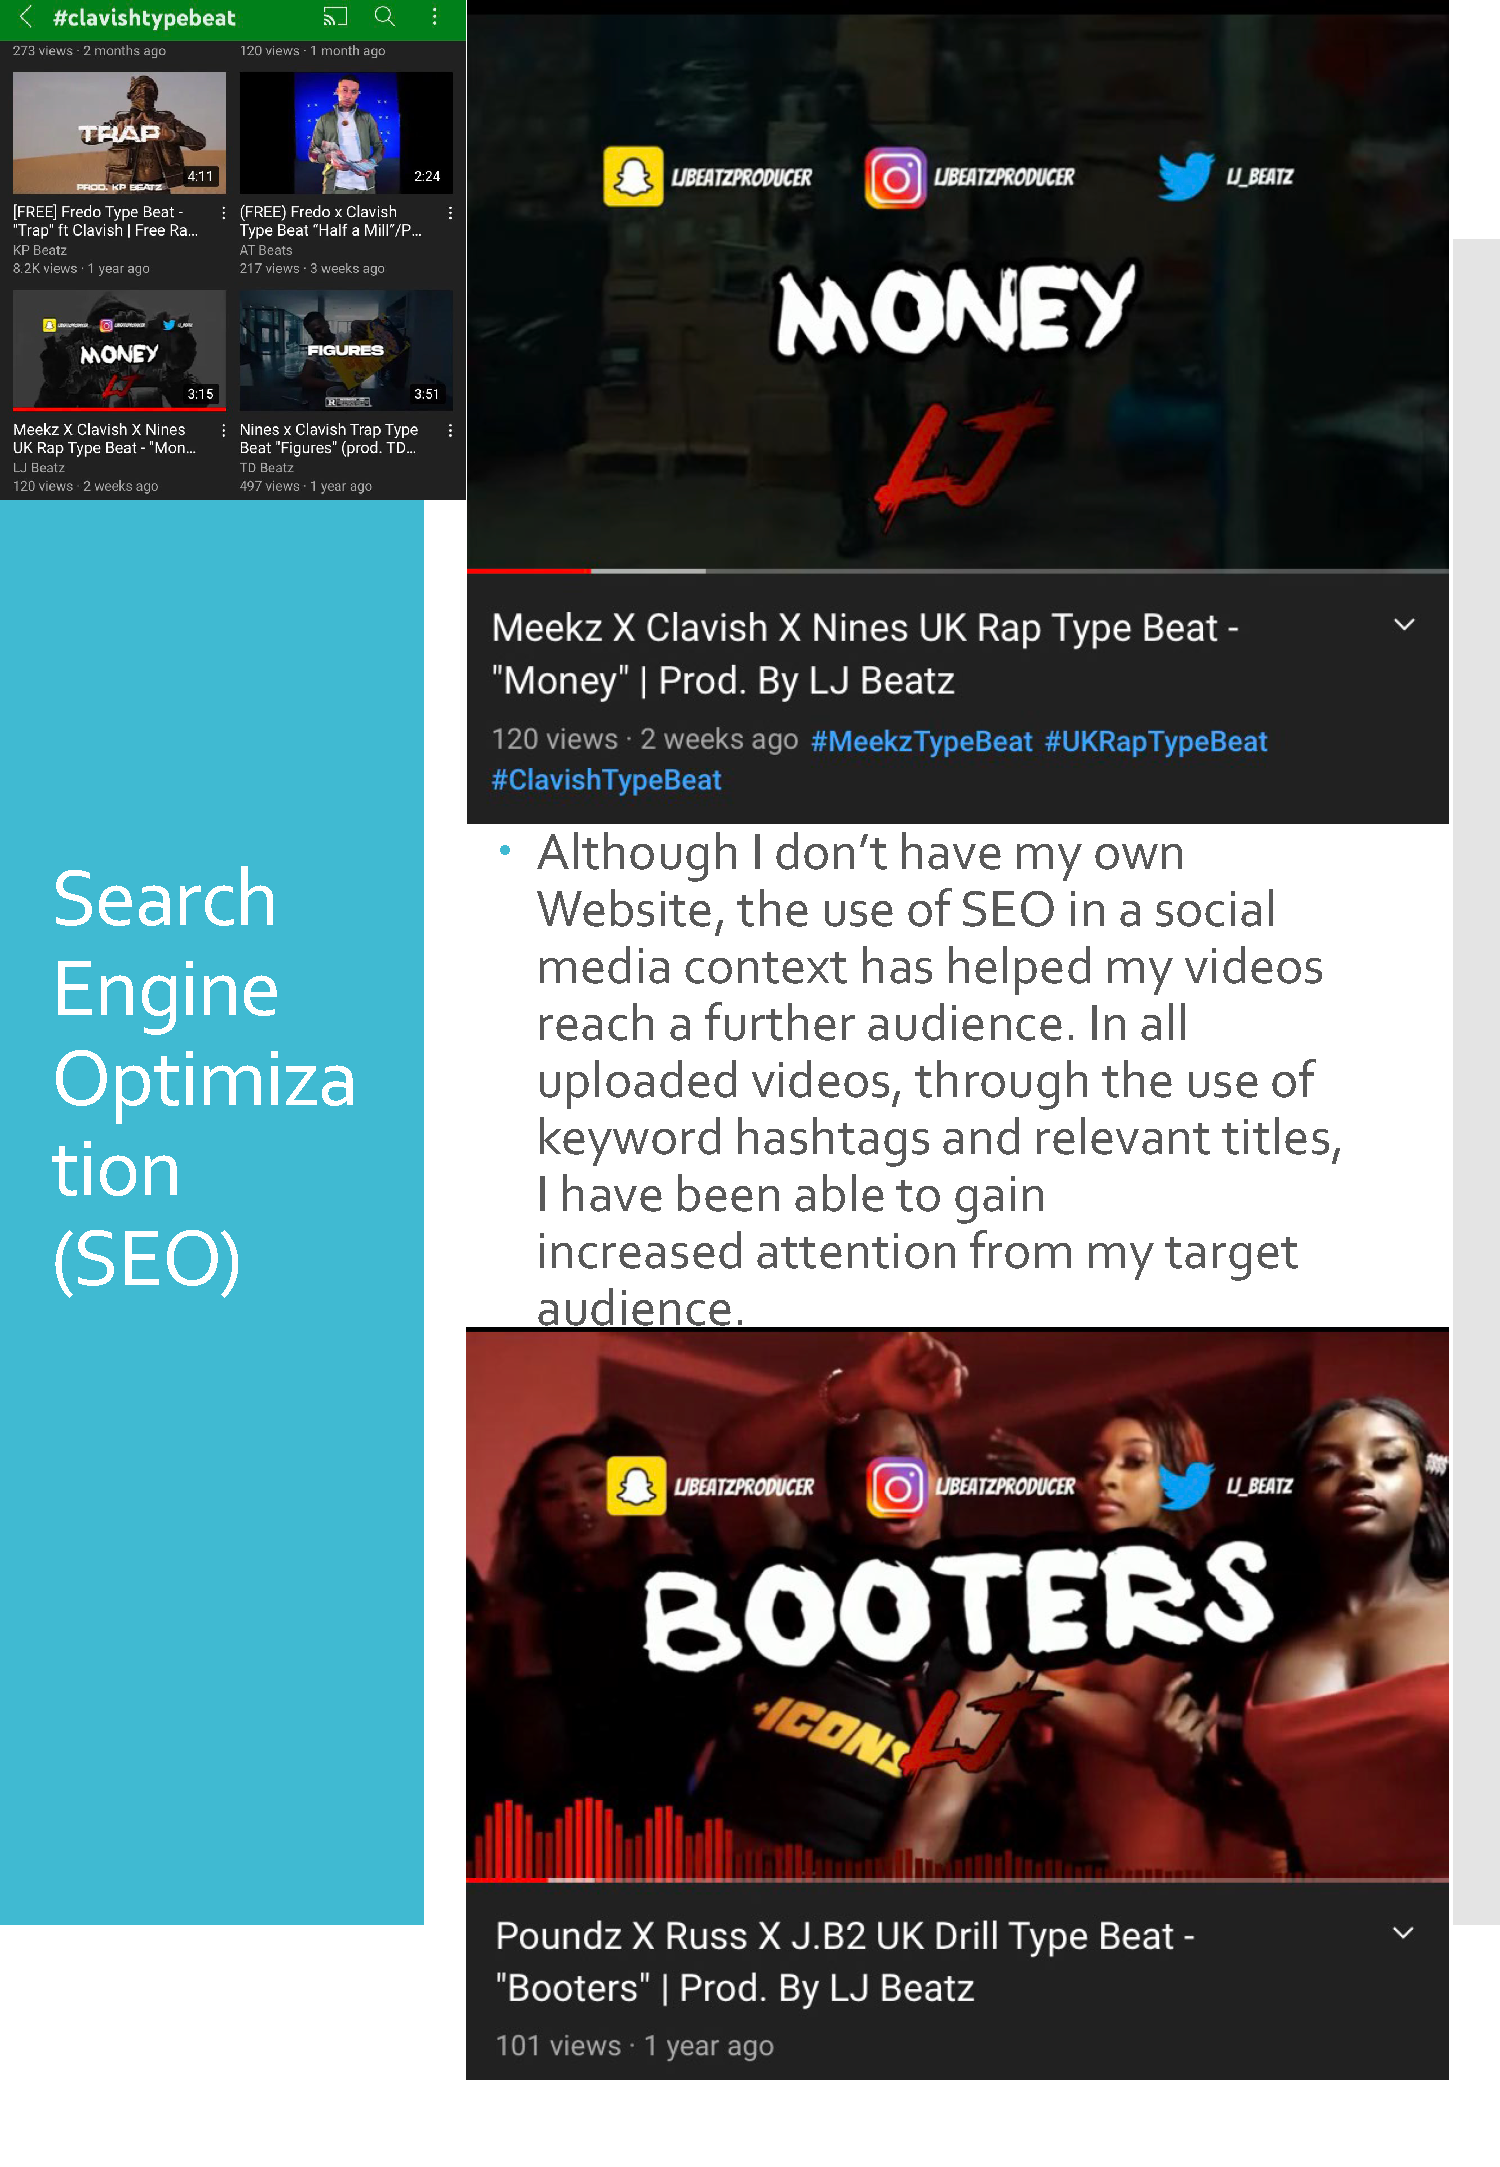 #clavishtypebeat
273 views · 2 months ago
120 views · 1 month ago
TRAP
PROD. KP BEATZ
4:11
2:24
[FREE] Fredo Type Beat -
"Trap" ft Clavish | Free Ra...
KP Beatz
8.2K views · 1 year ago
(FREE) Fredo x Clavish
Type Beat “Half a Mill”/P...
AT Beats
217 views · 3 weeks ago
MONEY
LJ
3:15
FIGURES
3:51
Meekz X Clavish X Nines
UK Rap Type Beat - "Mon...
LJ Beatz
120 views · 2 weeks ago
Nines x Clavish Trap Type
Beat "Figures" (prod. TD...
TD Beatz
497 views · 1 year ago
Search
Engine
Optimiza
tion
(SEO)
LJBEATZPRODUCER LJBEATZPRODUCER LJ_BEATZ
MONEY
LJ
Meekz X Clavish X Nines UK Rap Type Beat -
"Money" | Prod. By LJ Beatz
120 views · 2 weeks ago #MeekzTypeBeat #UKRapTypeBeat
#ClavishTypeBeat
• Although I don’t have my own
Website, the use of SEO in a social
media context has helped my videos
reach a further audience. In all
uploaded videos, through the use of
keyword hashtags and relevant titles,
I have been able to gain
increased attention from my target
audience.
LJBEATZPRODUCER LJBEATZPRODUCER LJ_BEATZ
BOOTERS
+ICONS
LJ
Poundz X Russ X J.B2 UK Drill Type Beat -
"Booters" | Prod. By LJ Beatz
101 views · 1 year ago